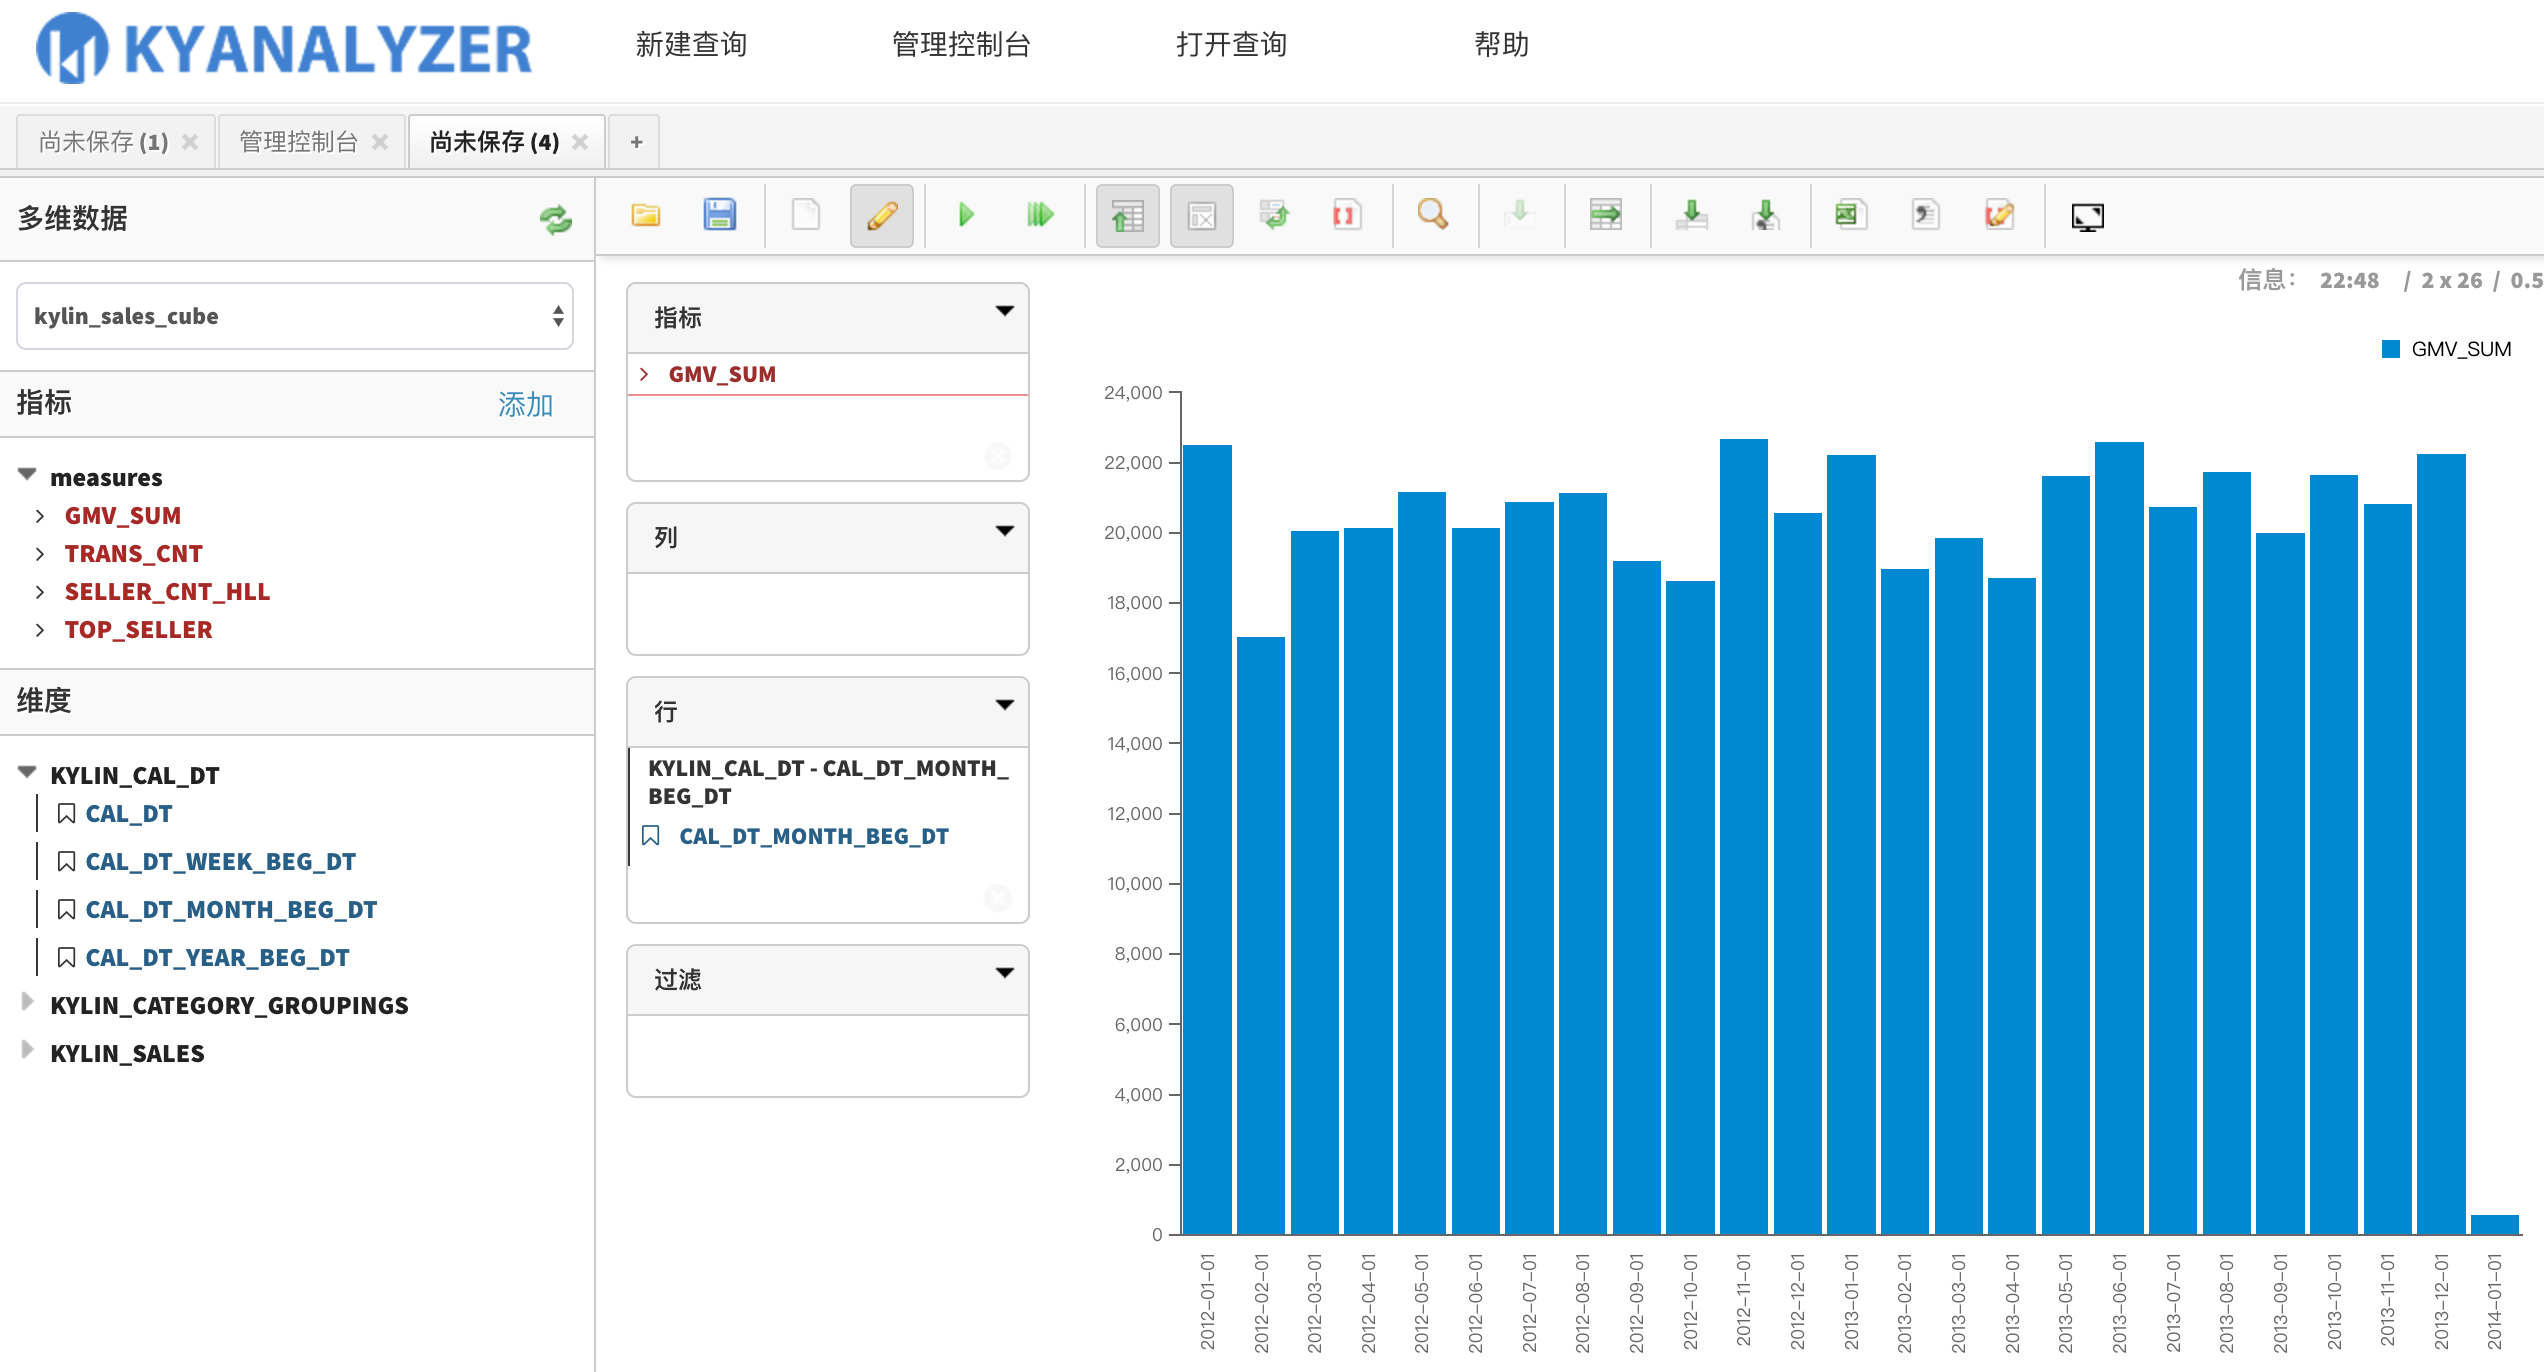 KYANALYZER
新建查询
管理控制台
打开查询
帮助
尚未保存 (1)
管理控制台
尚未保存 (4)
+
多维数据
kylin_sales_cube
指标
添加
measures
GMV_SUM
TRANS_CNT
SELLER_CNT_HLL
TOP_SELLER
维度
KYLIN_CAL_DT
CAL_DT
CAL_DT_WEEK_BEG_DT
CAL_DT_MONTH_BEG_DT
CAL_DT_YEAR_BEG_DT
KYLIN_CATEGORY_GROUPINGS
KYLIN_SALES
指标
GMV_SUM
列
行
KYLIN_CAL_DT - CAL_DT_MONTH_
BEG_DT
CAL_DT_MONTH_BEG_DT
过滤
信息: 22:48 / 2 x 26 / 0.5
GMV_SUM
24,000
22,000
20,000
18,000
16,000
14,000
12,000
10,000
8,000
6,000
4,000
2,000
0
2012-01-01
2012-02-01
2012-03-01
2012-04-01
2012-05-01
2012-06-01
2012-07-01
2012-08-01
2012-09-01
2012-10-01
2012-11-01
2012-12-01
2013-01-01
2013-02-01
2013-03-01
2013-04-01
2013-05-01
2013-06-01
2013-07-01
2013-08-01
2013-09-01
2013-10-01
2013-11-01
2013-12-01
2014-01-01